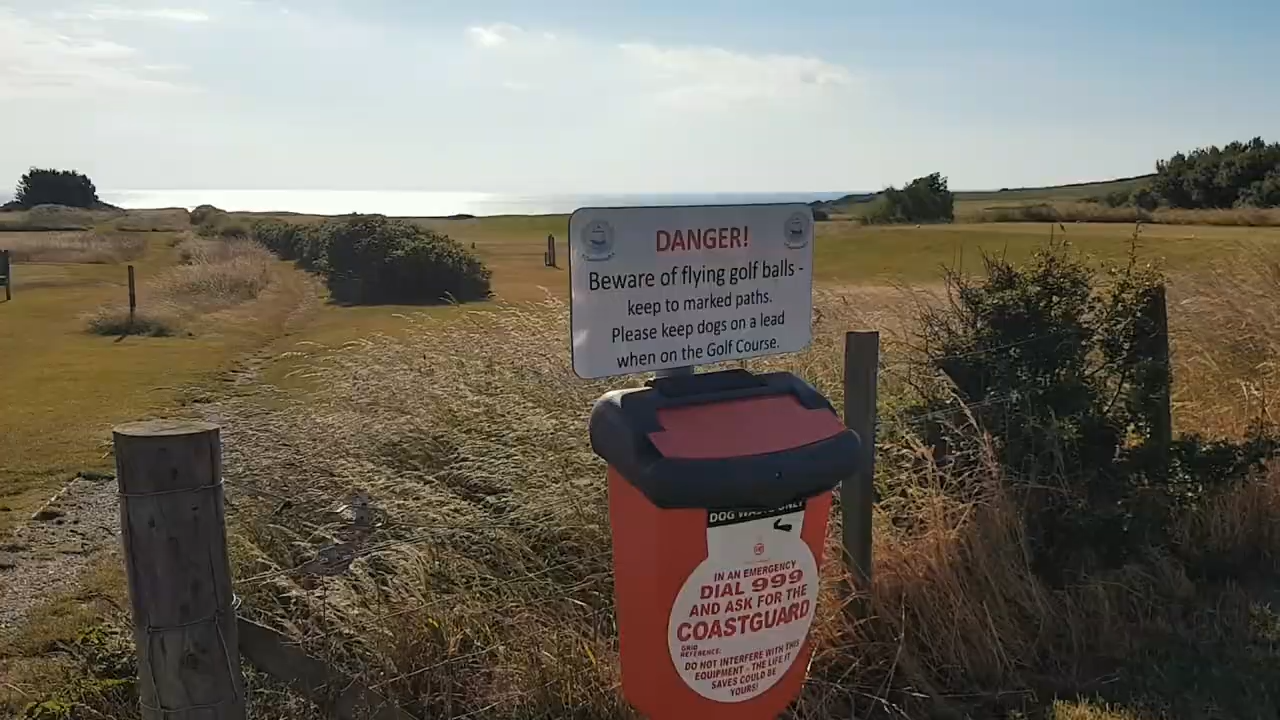 DANGER!
Beware of flying golf balls -
keep to marked paths.
Please keep dogs on a lead
when on the Golf Course.
DOG WASTE ONLY
IN AN EMERGENCY
DIAL 999
AND ASK FOR THE
COASTGUARD
GRID
REFERENCE:
DO NOT INTERFERE WITH THIS
EQUIPMENT - THE LIFE IT
SAVES COULD BE
YOURS!